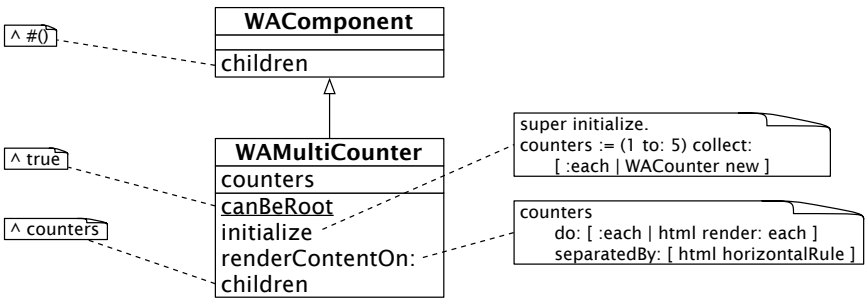 WAComponent
^ #()
children
super initialize.
counters := (1 to: 5) collect:
[ :each | WACounter new ]
WAMultiCounter
^ true
counters
canBeRoot
counters
do: [ :each | html render: each ]
separatedBy: [ html horizontalRule ]
^ counters
initialize
renderContentOn:
children